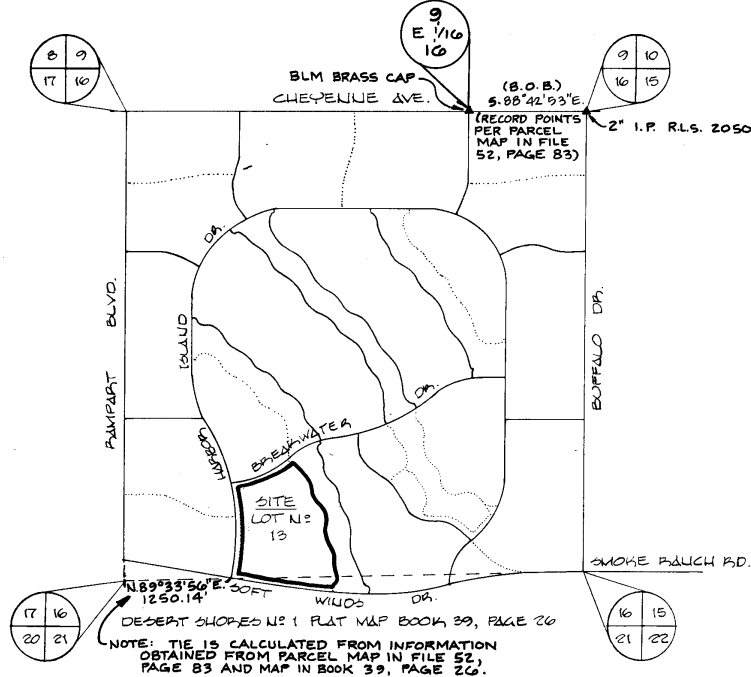 9
E 1/16
16
8 9
17 16
9 10
16 15
BLM BRASS CAP
CHEYENNE AVE.
(B.O.B.)
S.88°42'53"E.
(RECORD POINTS
PER PARCEL
MAP IN FILE
52, PAGE 83)
2" I.P. R.L.S. 2050
RAMPART BLVD.
HARBOR ISLAND DR.
BREAKWATER DR.
BUFFALO DR.
SITE
LOT Nº
13
SMOKE RANCH RD.
N.89°33'56"E.
1250.14'
SOFT WINDS DR.
17 16
20 21
16 15
21 22
DESERT SHORES Nº 1 PLAT MAP BOOK 39, PAGE 26
NOTE: TIE IS CALCULATED FROM INFORMATION
OBTAINED FROM PARCEL MAP IN FILE 52,
PAGE 83 AND MAP IN BOOK 39, PAGE 26.